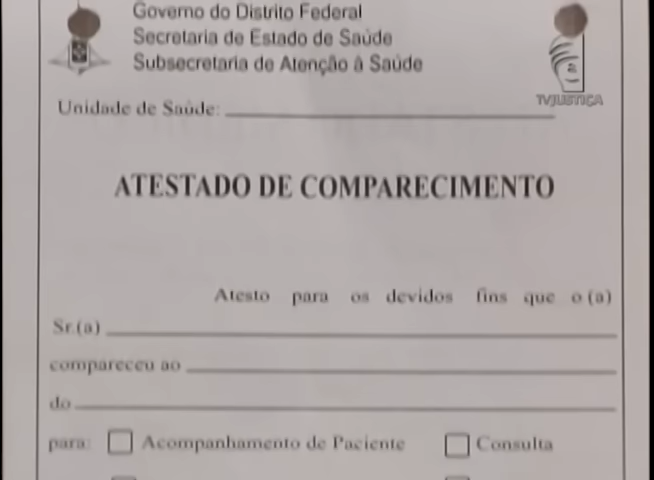 Governo do Distrito Federal
Secretaria de Estado de Saúde
Subsecretaria de Atenção à Saúde
TVJUSTIÇA
Unidade de Saúde:
ATESTADO DE COMPARECIMENTO
Atesto para os devidos fins que o (a)
Sr.(a)
compareceu ao
do
para: Acompanhamento de Paciente Consulta